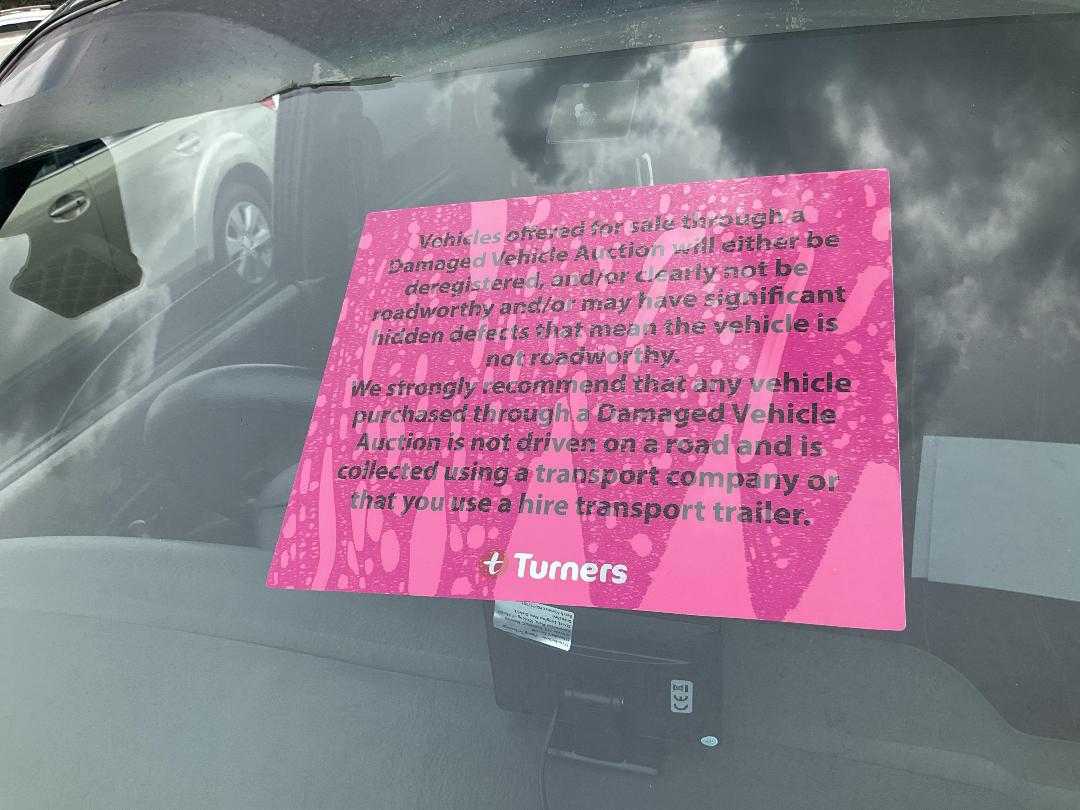 Vehicles offered for sale through a
Damaged Vehicle Auction will either be
deregistered, and/or clearly not be
roadworthy and/or may have significant
hidden defects that mean the vehicle is
not roadworthy.
We strongly recommend that any vehicle
purchased through a Damaged Vehicle
Auction is not driven on a road and is
collected using a transport company or
that you use a hire transport trailer.
t Turners
CE